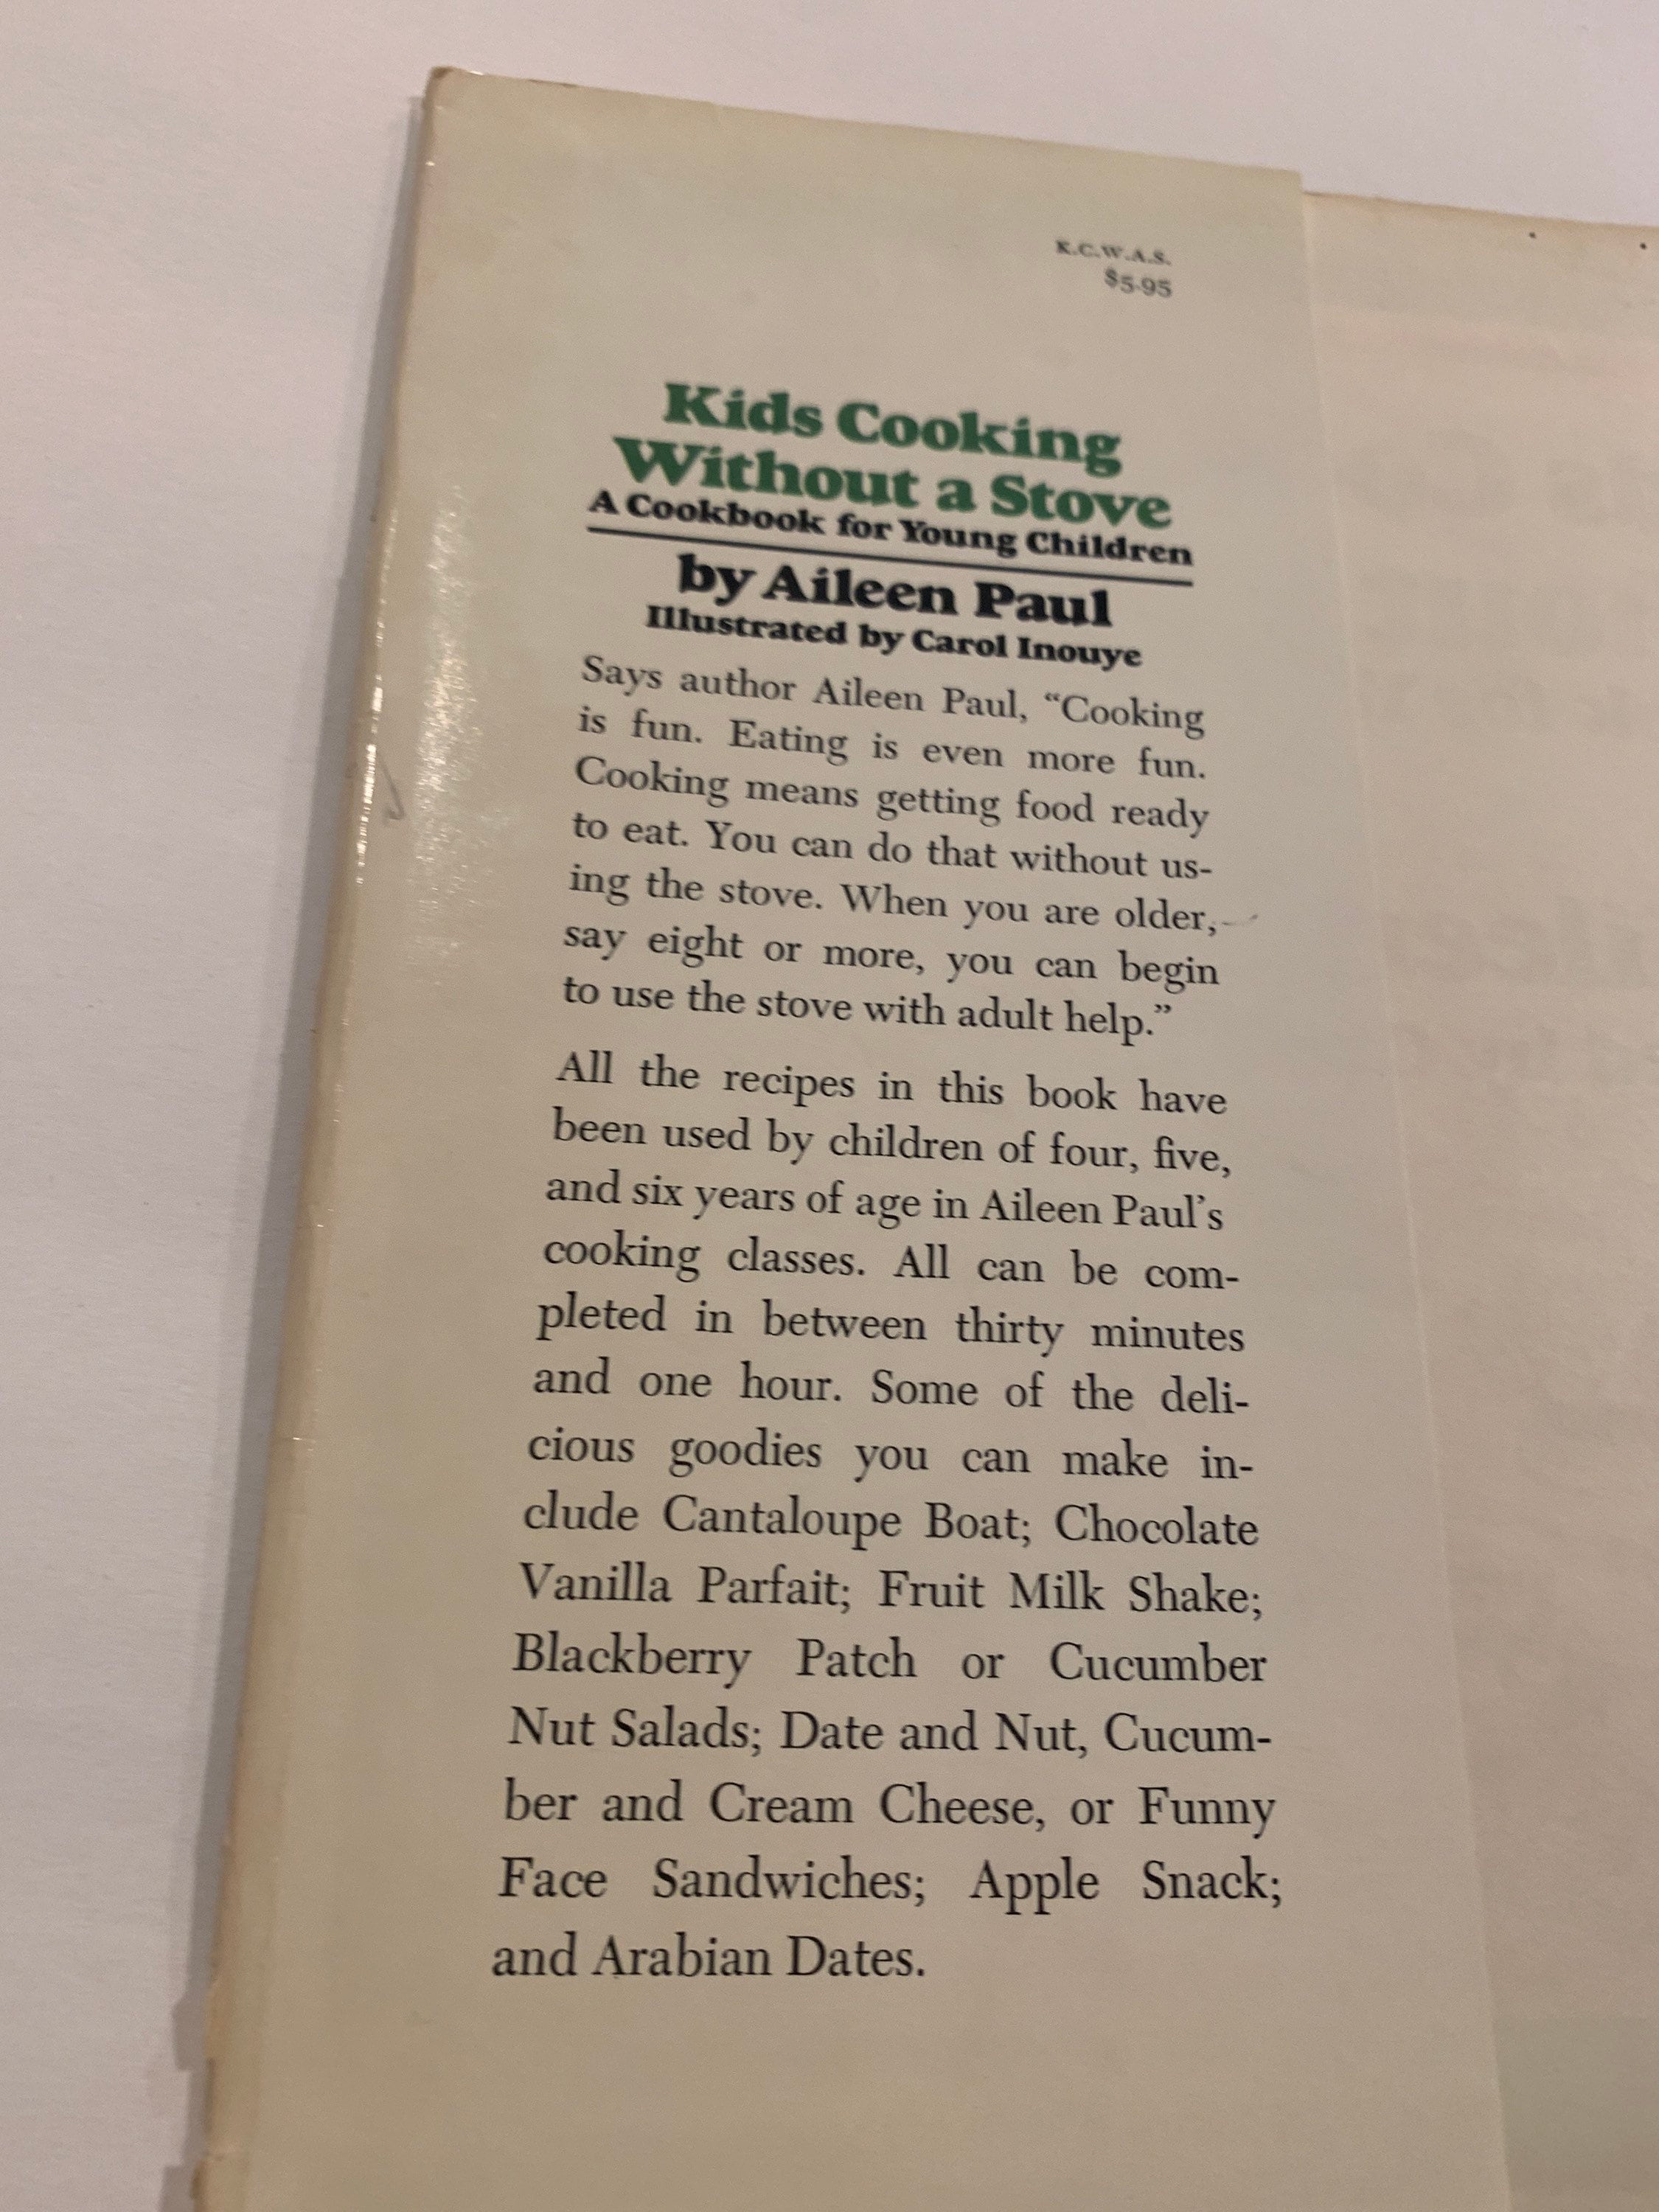 K.C.W.A.S.
$5.95
Kids Cooking
Without a Stove
A Cookbook for Young Children
by Aileen Paul
Illustrated by Carol Inouye
Says author Aileen Paul, “Cooking
is fun. Eating is even more fun.
Cooking means getting food ready
to eat. You can do that without us-
ing the stove. When you are older,
say eight or more, you can begin
to use the stove with adult help.”
All the recipes in this book have
been used by children of four, five,
and six years of age in Aileen Paul’s
cooking classes. All can be com-
pleted in between thirty minutes
and one hour. Some of the deli-
cious goodies you can make in-
clude Cantaloupe Boat; Chocolate
Vanilla Parfait; Fruit Milk Shake;
Blackberry Patch or Cucumber
Nut Salads; Date and Nut, Cucum-
ber and Cream Cheese, or Funny
Face Sandwiches; Apple Snack;
and Arabian Dates.